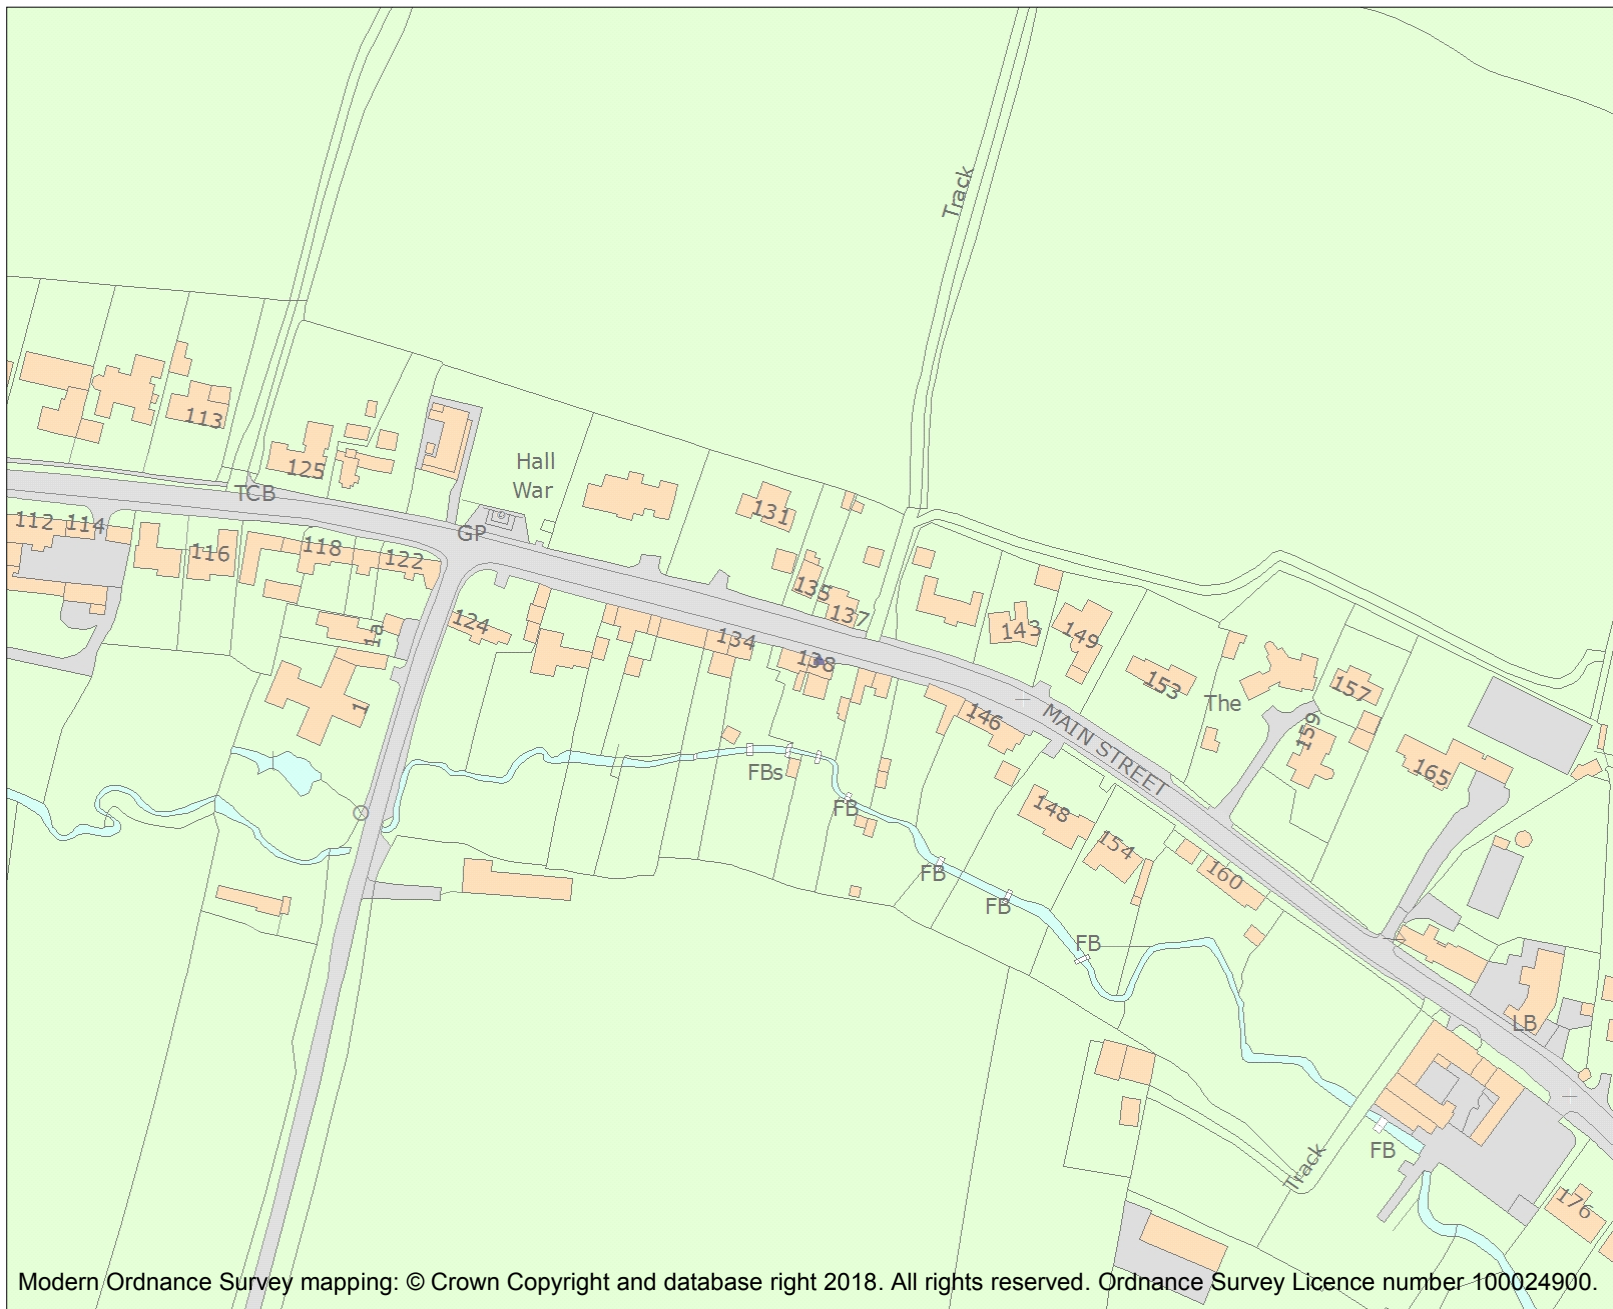 Track
113
125
Hall
War
TCB
GP
112
114
116
118
122
131
135
137
124
134
138
1a
1
143
149
153
The
157
159
146
MAIN STREET
165
FBs
FB
148
154
160
FB
FB
FB
LB
Track
FB
176
Modern Ordnance Survey mapping: © Crown Copyright and database right 2018. All rights reserved. Ordnance Survey Licence number 100024900.